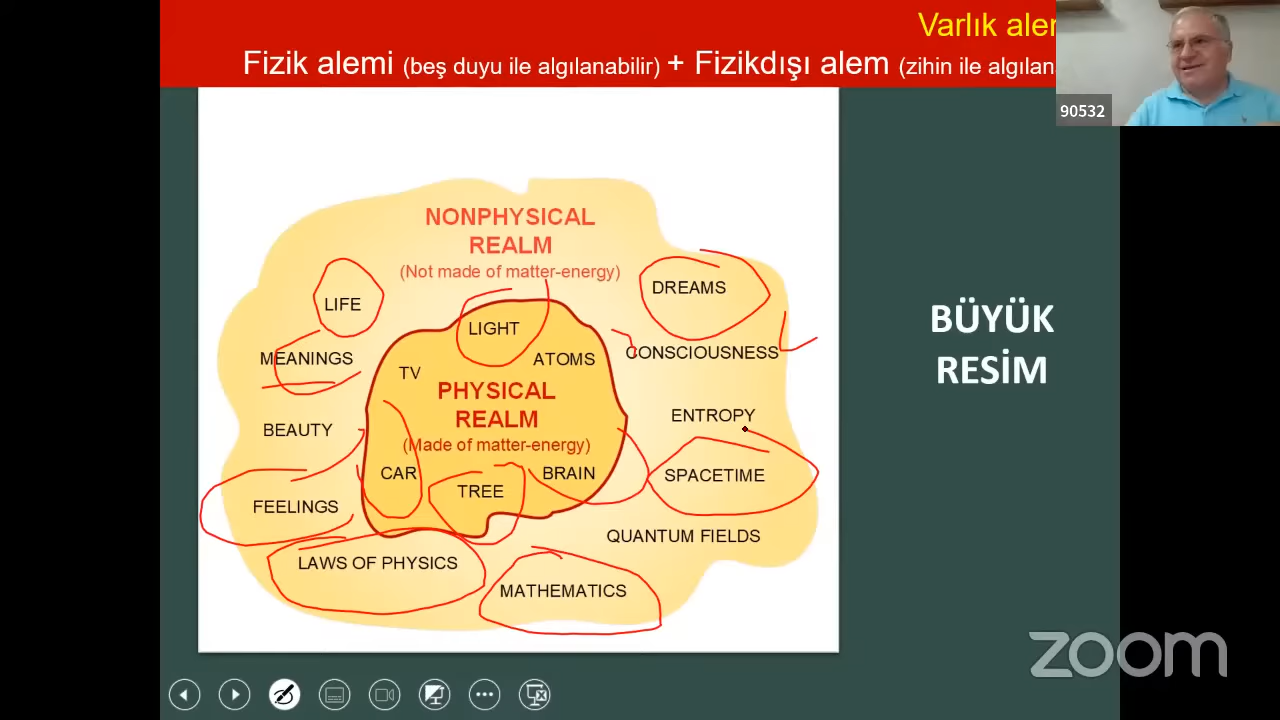 Varlık
Fizik alemi (beş duyu ile algılanabilir) + Fizikdışı alem (zihin ile
90532
NONPHYSICAL
REALM
(Not made of matter-energy)
LIFE
DREAMS
LIGHT
MEANINGS
ATOMS
CONSCIOUSNESS
TV
PHYSICAL
REALM
(Made of matter-energy)
BEAUTY
ENTROPY
CAR
TREE
BRAIN
SPACETIME
FEELINGS
QUANTUM FIELDS
LAWS OF PHYSICS
MATHEMATICS
BÜYÜK
RESİM
zoom